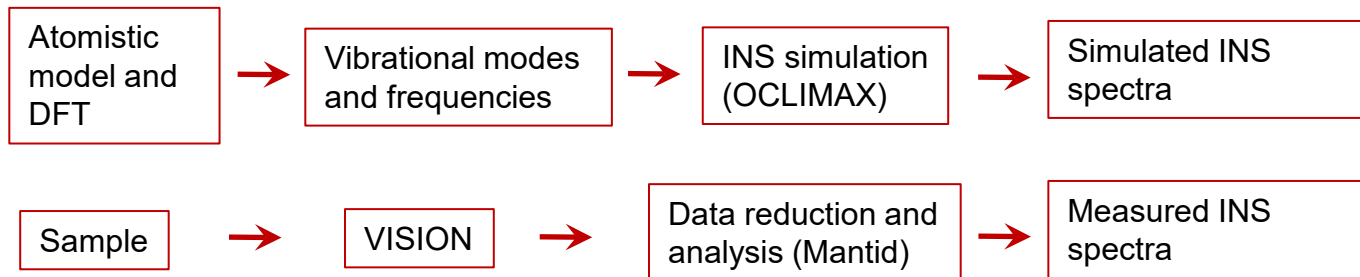 Atomistic
model and
DFT
Vibrational modes
and frequencies
INS simulation
(OCLIMAX)
Simulated INS
spectra
Sample
VISION
Data reduction and
analysis (Mantid)
Measured INS
spectra